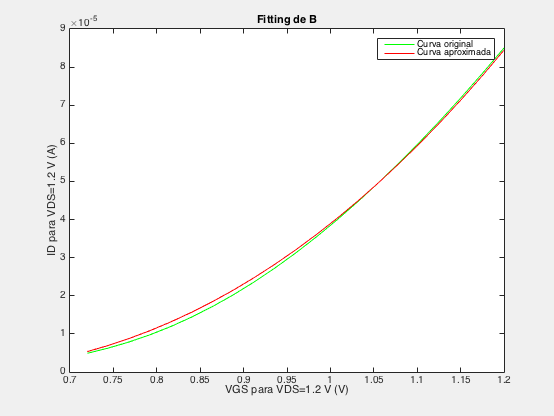 Fitting de B
×10-5
Curva original
Curva aproximada
9
8
7
6
5
4
3
2
1
0
ID para VDS=1.2 V (A)
0.7 0.75 0.8 0.85 0.9 0.95 1 1.05 1.1 1.15 1.2
VGS para VDS=1.2 V (V)